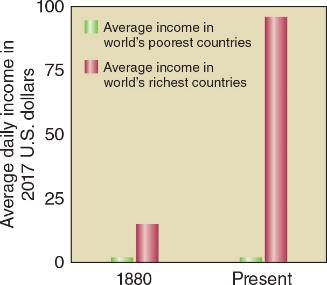 Average daily income in
2017 U.S. dollars
100
75
50
25
0
Average income in
world's poorest countries
Average income in
world's richest countries
1880
Present